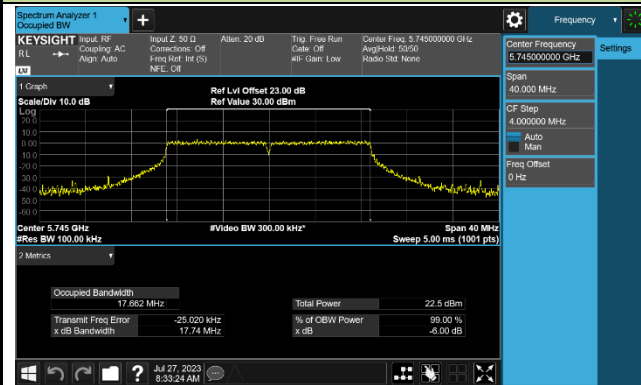 Spectrum Analyzer 1
Occupied BW
+
Frequency
KEYSIGHT
RL
LXI
Input: RF
Coupling: AC
Align: Auto
Input Z: 50 Ω
Corrections: Off
Freq Ref: Int (S)
NFE: Off
Atten: 20 dB
Trig: Free Run
Gate: Off
#IF Gain: Low
Center Freq: 5.745000000 GHz
Avg|Hold: 50/50
Radio Std: None
Center Frequency
5.745000000 GHz
Settings
Span
40.000 MHz
CF Step
4.000000 MHz
Auto
Man
Freq Offset
0 Hz
1 Graph
Scale/Div 10.0 dB
Ref Lvl Offset 23.00 dB
Ref Value 30.00 dBm
Log
20.0
10.0
0.00
-10.0
-20.0
-30.0
-40.0
-50.0
-60.0
Center 5.745 GHz
#Res BW 100.00 kHz
#Video BW 300.00 kHz*
Span 40 MHz
Sweep 5.00 ms (1001 pts)
2 Metrics
Occupied Bandwidth
17.662 MHz
Total Power 22.5 dBm
Transmit Freq Error -25.020 kHz
% of OBW Power 99.00 %
x dB Bandwidth 17.74 MHz
x dB -6.00 dB
?
Jul 27, 2023
8:33:24 AM